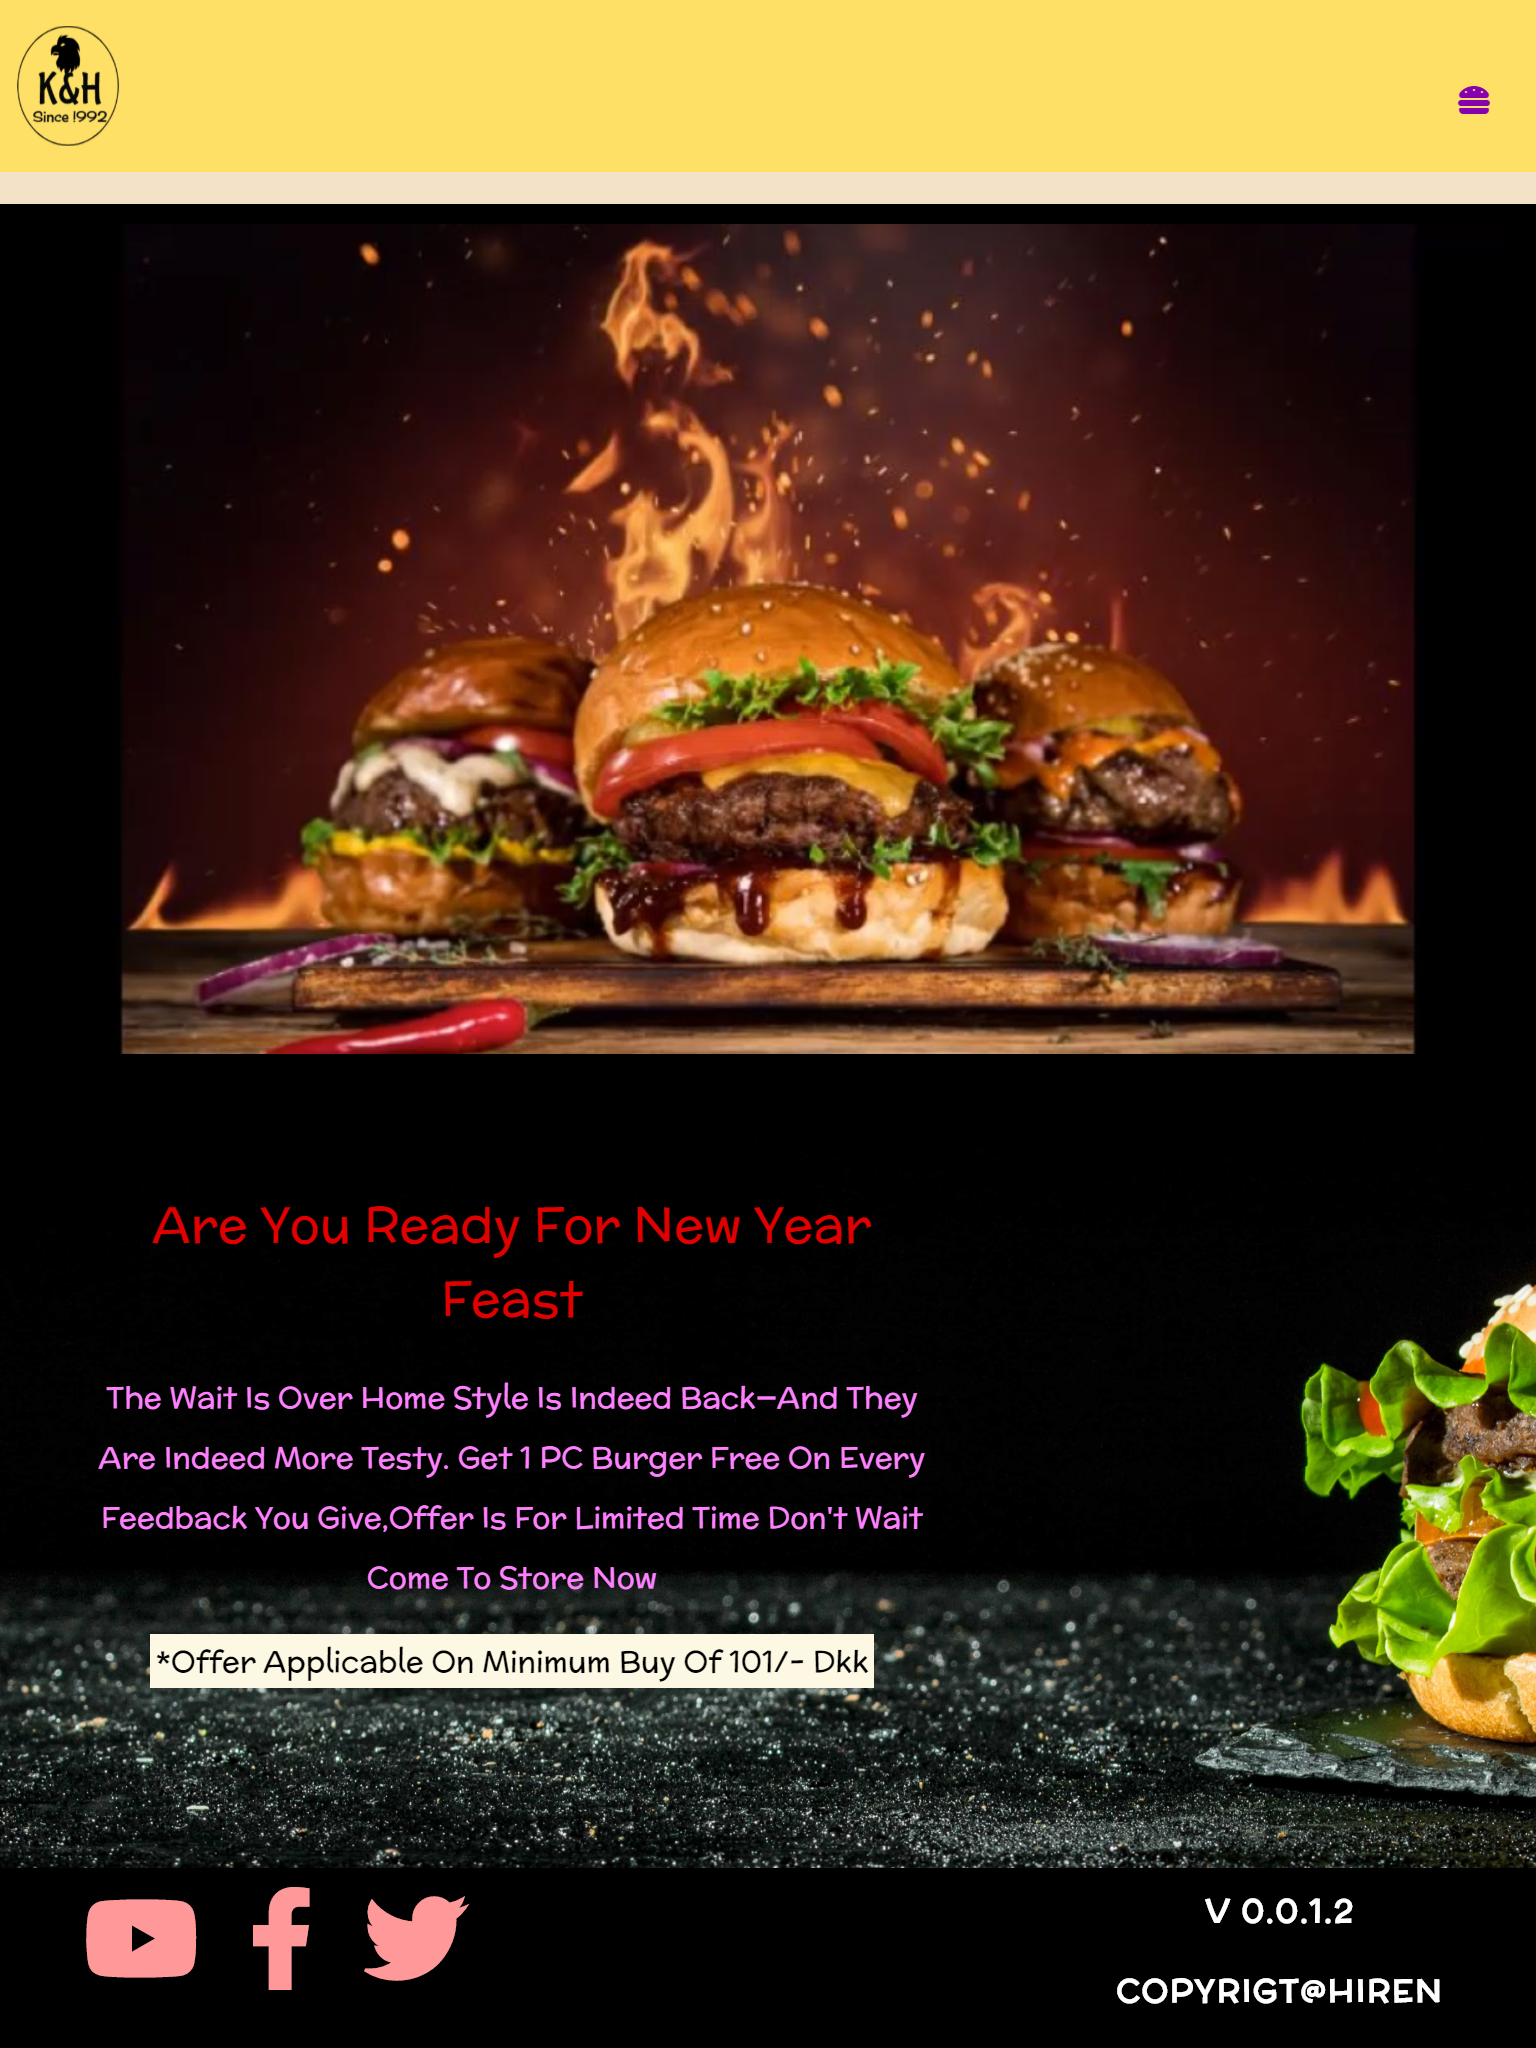 K&H
Since !992
Are You Ready For New Year
Feast
The Wait Is Over Home Style Is Indeed Back—And They
Are Indeed More Testy. Get 1 PC Burger Free On Every
Feedback You Give,Offer Is For Limited Time Don't Wait
Come To Store Now
*Offer Applicable On Minimum Buy Of 101/- Dkk
V 0.0.1.2
COPYRIGT@HIREN